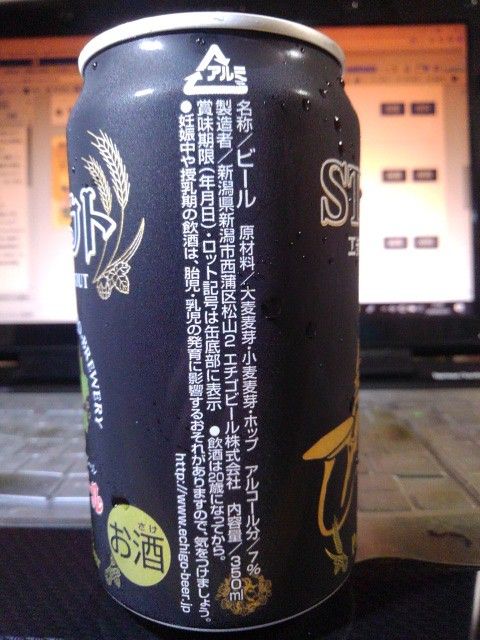 アルミ
名称/ビール 原材料/大麦麦芽・小麦麦芽・ホップ アルコール分/7%
製造者/新潟県新潟市西蒲区松山2 エチゴビール株式会社 内容量/350ml
賞味期限(年月日)・ロット記号は缶底部に表示 ●飲酒は20歳になってから。
●妊娠中や授乳期の飲酒は、胎児・乳児の発育に影響するおそれがありますので、気をつけましょう。
http://www.echigo-beer.jp
さけ
お酒
ST
エ
ウト
UT
BREWERY